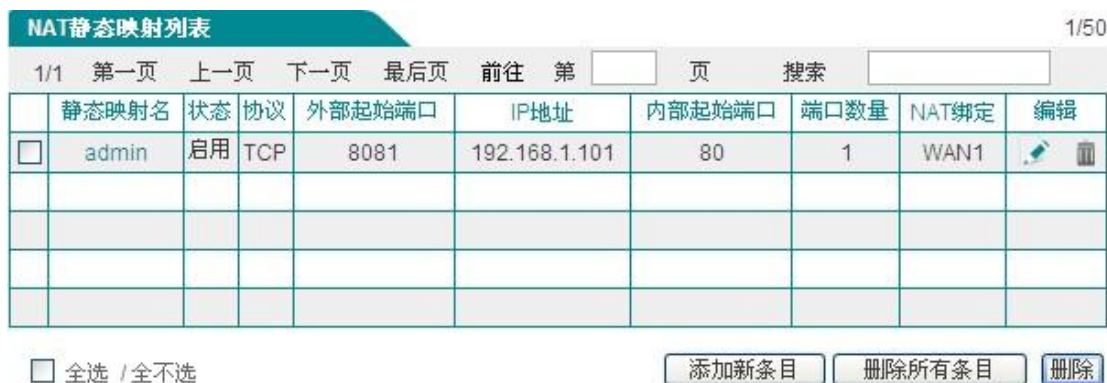 NAT静态映射列表 1/50
1/1 第一页 上一页 下一页 最后页 前往 第 页 搜索
静态映射名 状态 协议 外部起始端口 IP地址 内部起始端口 端口数量 NAT绑定 编辑
admin 启用 TCP 8081 192.168.1.101 80 1 WAN1
全选 / 全不选 添加新条目 删除所有条目 删除